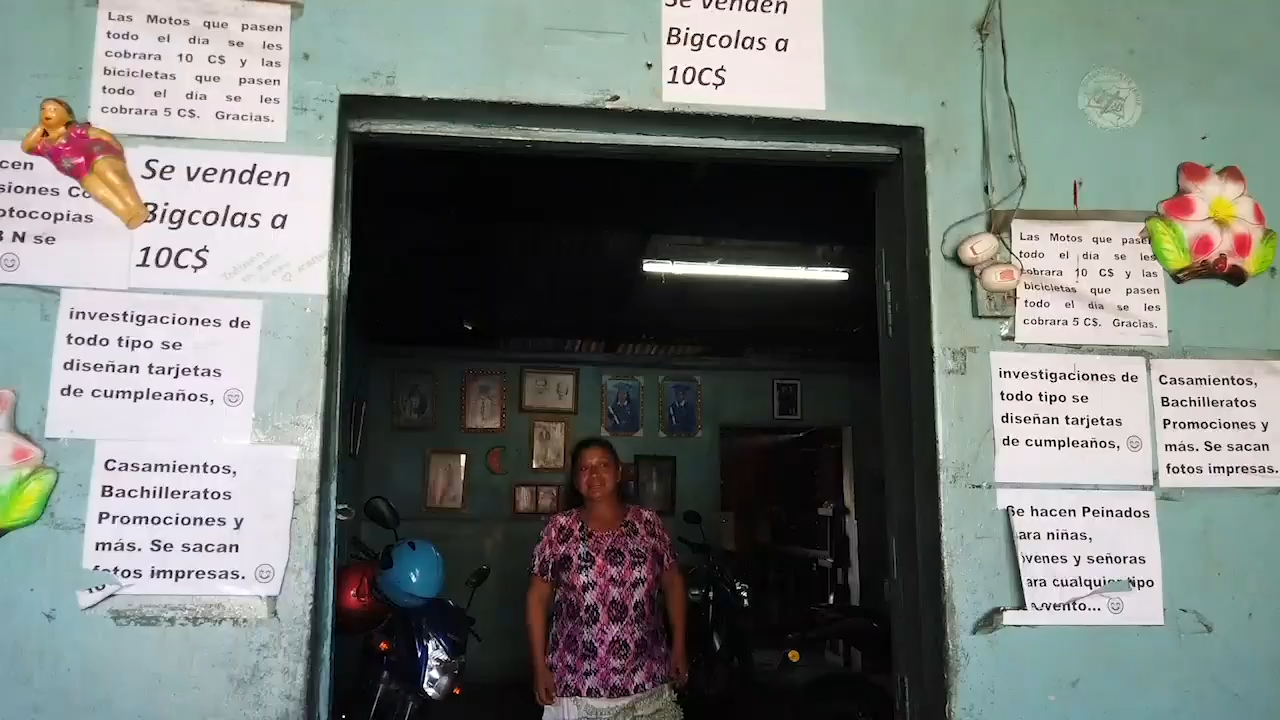 Las Motos que pasen
todo el dia se les
cobrara 10 C$ y las
bicicletas que pasen
todo el dia se les
cobrara 5 C$. Gracias.
cen
siones Co
otocopias
B N se
Se venden
Bigcolas a
10C$
investigaciones de
todo tipo se
diseñan tarjetas
de cumpleaños, ☺
Casamientos,
Bachilleratos
Promociones y
más. Se sacan
fotos impresas. ☺
Se venden
Bigcolas a
10C$
Las Motos que pasen
todo el dia se les
cobrara 10 C$ y las
bicicletas que pasen
todo el dia se les
cobrara 5 C$. Gracias.
investigaciones de
todo tipo se
diseñan tarjetas
de cumpleaños, ☺
Casamientos,
Bachilleratos
Promociones y
más. Se sacan
fotos impresas.
Se hacen Peinados
ara niñas,
óvenes y señoras
ara cualquier tipo
evento... ☺